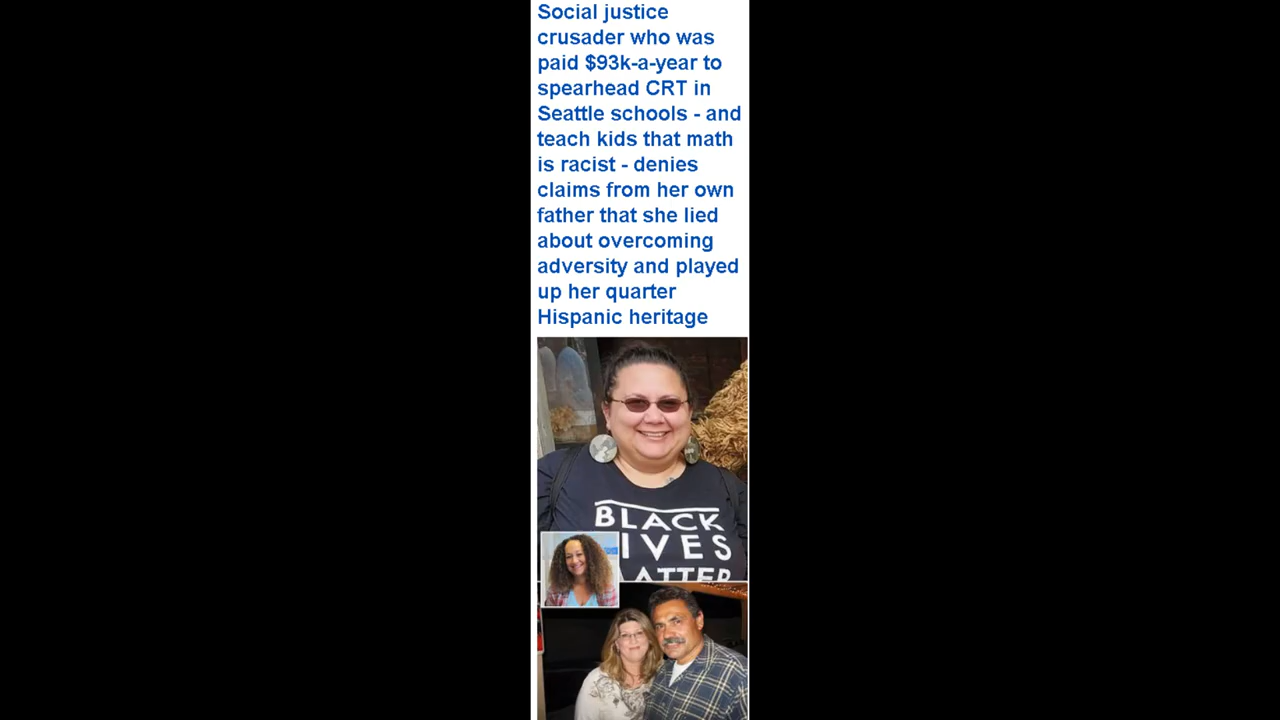 Social justice
crusader who was
paid $93k-a-year to
spearhead CRT in
Seattle schools - and
teach kids that math
is racist - denies
claims from her own
father that she lied
about overcoming
adversity and played
up her quarter
Hispanic heritage
BLACK
IVES
ATTER